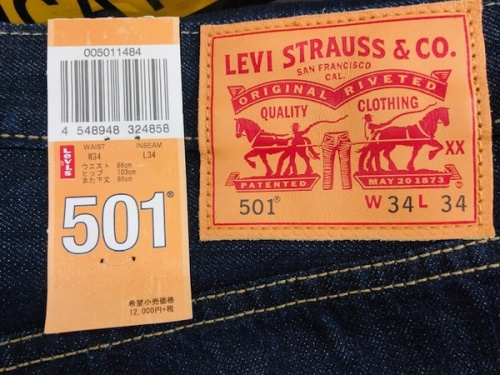 005011484
4 548948 324858
WAIST INSEAM
W34 L34
Levi's
ウエスト 86cm
ヒップ 103cm
また下丈 86cm
501®
希望小売価格
12,000円+税
LEVI STRAUSS & CO.
SAN FRANCISCO
CAL.
ORIGINAL RIVETED
QUALITY CLOTHING
XX
PATENTED MAY 20 1873
501® W 34 L 34